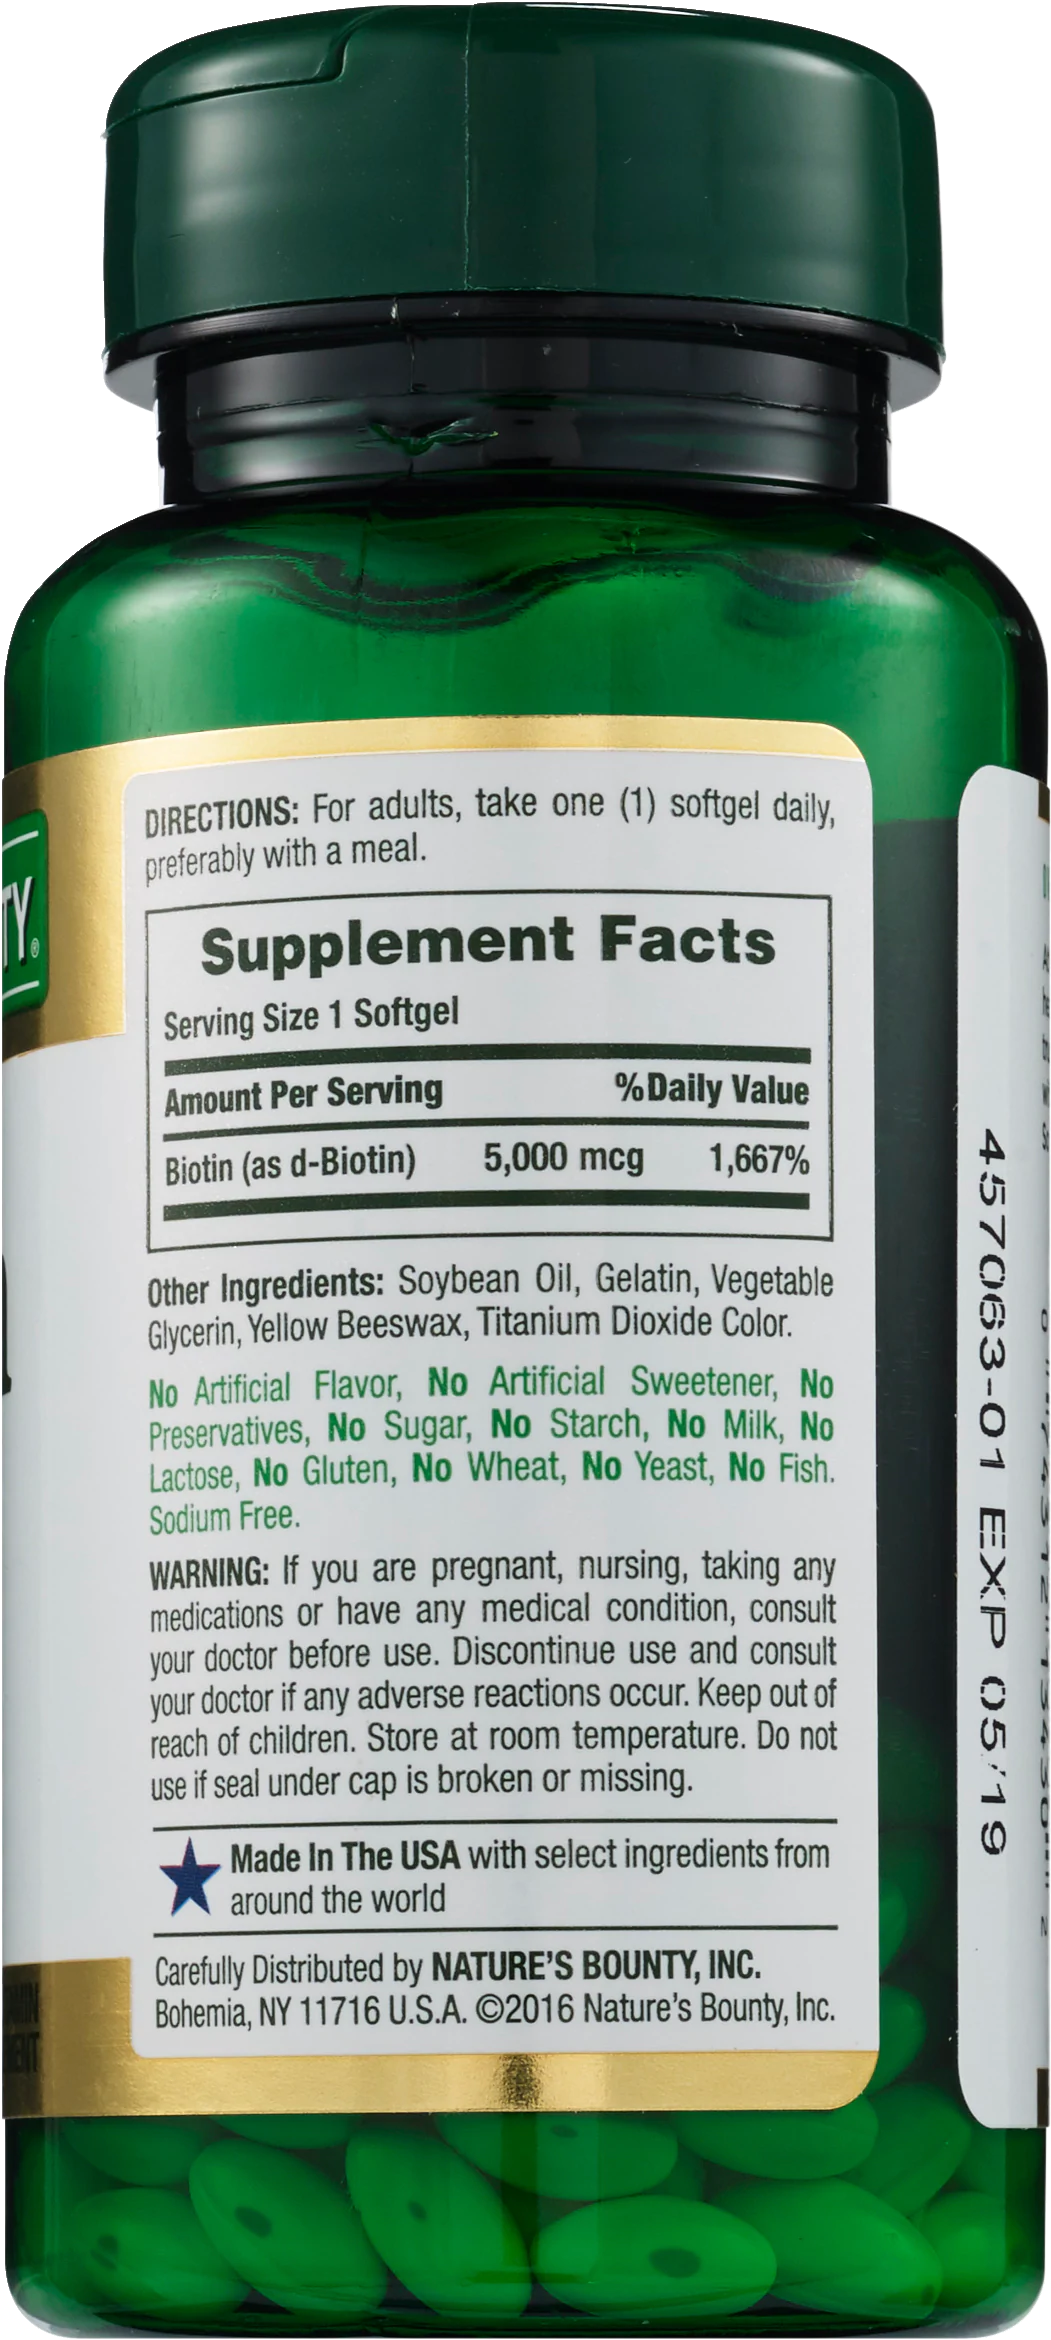 DIRECTIONS: For adults, take one (1) softgel daily,
preferably with a meal.
Supplement Facts
Serving Size 1 Softgel
Amount Per Serving %Daily Value
Biotin (as d-Biotin) 5,000 mcg 1,667%
Other Ingredients: Soybean Oil, Gelatin, Vegetable
Glycerin, Yellow Beeswax, Titanium Dioxide Color.
No Artificial Flavor, No Artificial Sweetener, No
Preservatives, No Sugar, No Starch, No Milk, No
Lactose, No Gluten, No Wheat, No Yeast, No Fish.
Sodium Free.
WARNING: If you are pregnant, nursing, taking any
medications or have any medical condition, consult
your doctor before use. Discontinue use and consult
your doctor if any adverse reactions occur. Keep out of
reach of children. Store at room temperature. Do not
use if seal under cap is broken or missing.
Made In The USA with select ingredients from
around the world
Carefully Distributed by NATURE'S BOUNTY, INC.
Bohemia, NY 11716 U.S.A. ©2016 Nature's Bounty, Inc.
457063-01 EXP 05/19